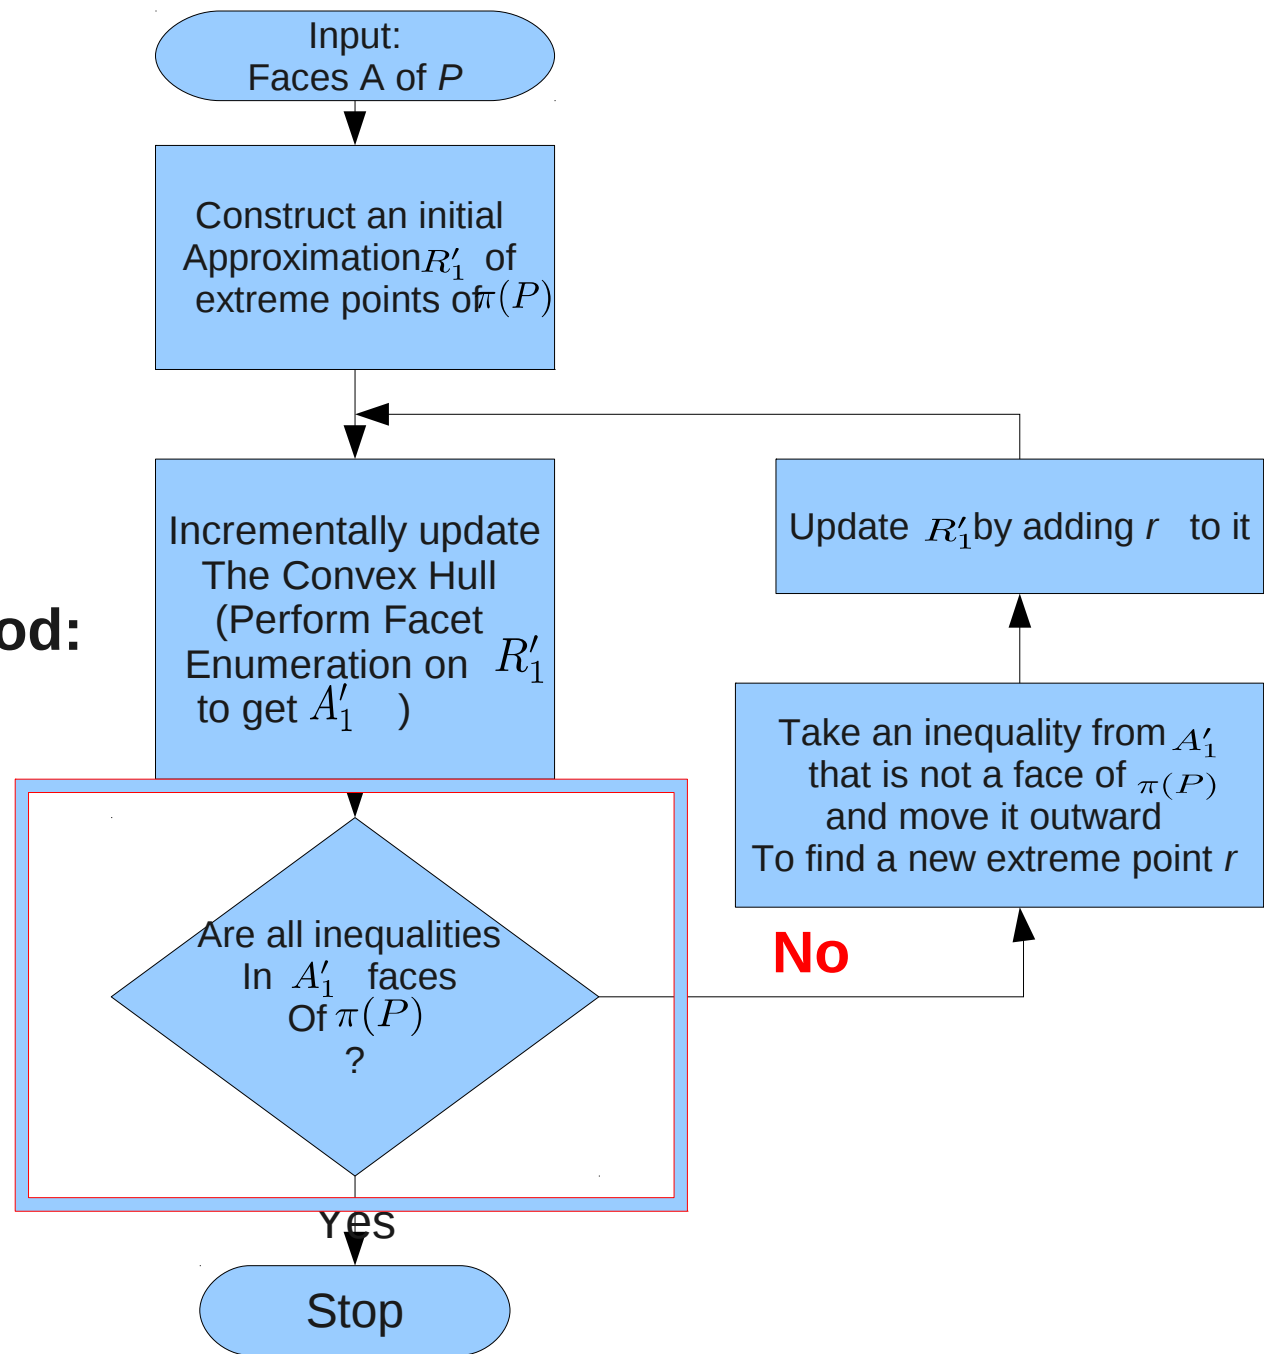 Input:
Faces A of P
Construct an initial
Approximation R′₁ of
extreme points of π(P)
Incrementally update
The Convex Hull
(Perform Facet
Enumeration on R′₁
to get A′₁ )
od:
Are all inequalities
In A′₁ faces
Of π(P)
?
Yes
Stop
No
Take an inequality from A′₁
that is not a face of π(P)
and move it outward
To find a new extreme point r
Update R′₁ by adding r to it